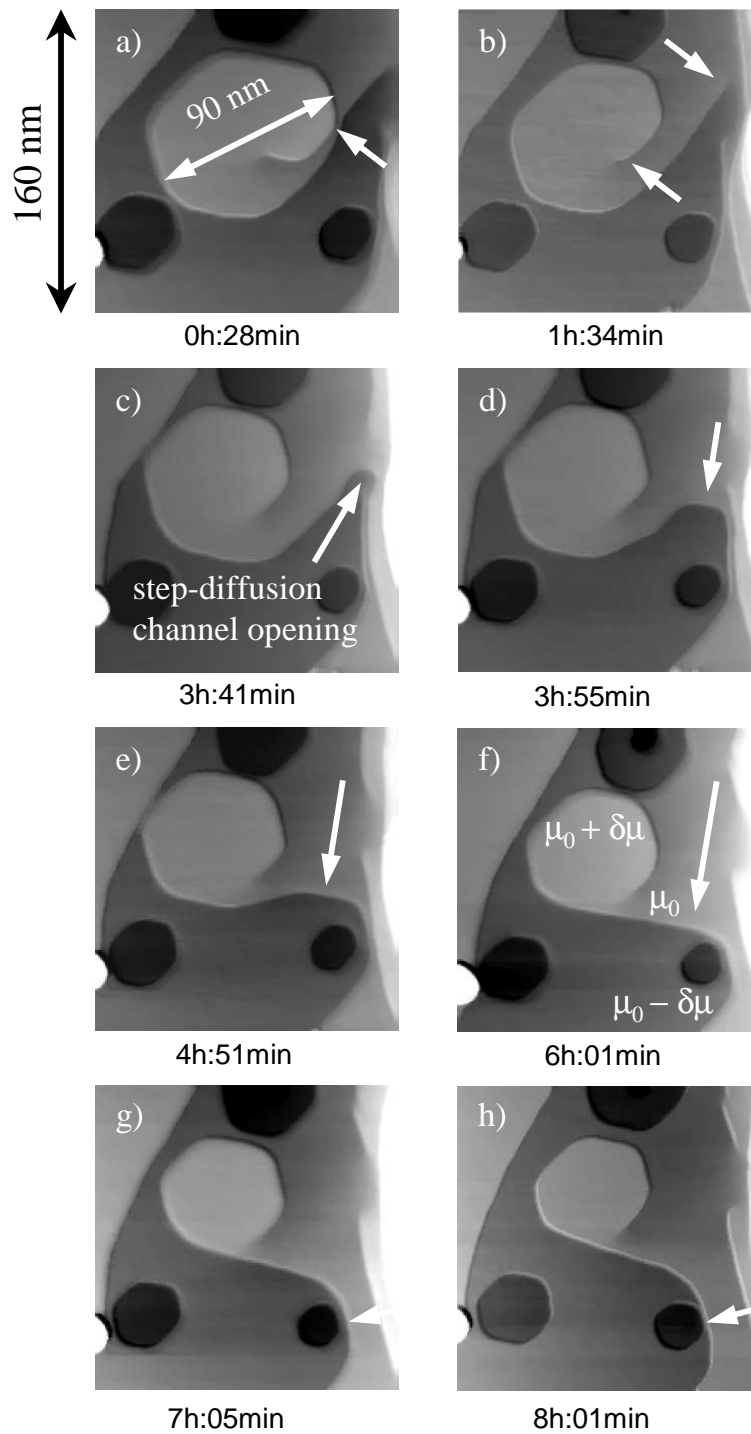 160 nm
a)
90 nm
0h:28min
b)
1h:34min
c)
step-diffusion
channel opening
3h:41min
d)
3h:55min
e)
4h:51min
f)
μ₀ + δμ
μ₀
μ₀ − δμ
6h:01min
g)
7h:05min
h)
8h:01min